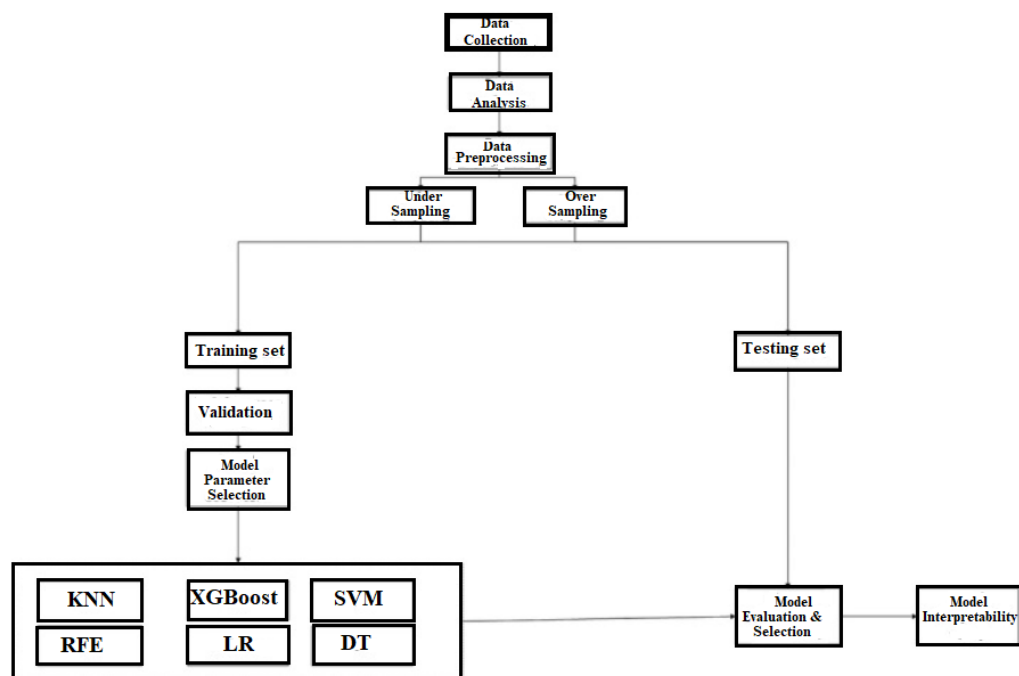 Data
Collection
Data
Analysis
Data
Preprocessing
Under
Sampling
Over
Sampling
Training set
Testing set
Validation
Model
Parameter
Selection
KNN
XGBoost
SVM
RFE
LR
DT
Model
Evaluation &
Selection
Model
Interpretability